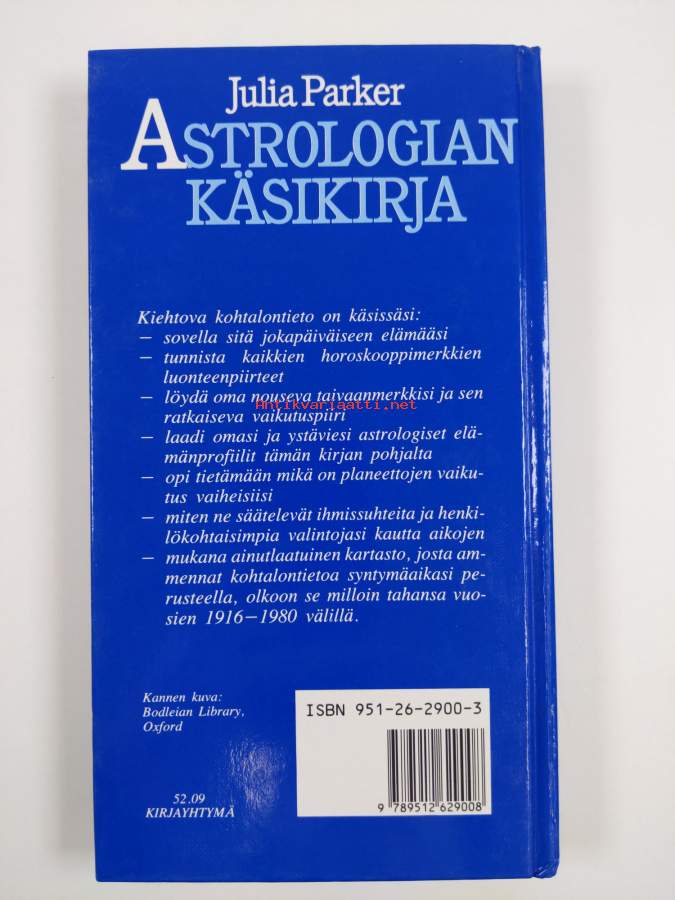 Julia Parker
ASTROLOGIAN
KÄSIKIRJA
Kiehtova kohtalontieto on käsissäsi:
— sovella sitä jokapäiväiseen elämääsi
— tunnista kaikkien horoskooppimerkkien
luonteenpiirteet
— löydä oma nouseva taivaanmerkkisi ja sen
Antikvariaatti.net
ratkaiseva vaikutuspiiri
— laadi omasi ja ystäviesi astrologiset elä-
mänprofiilit tämän kirjan pohjalta
— opi tietämään mikä on planeettojen vaiku-
tus vaiheisiisi
— miten ne säätelevät ihmissuhteita ja henki-
lökohtaisimpia valintojasi kautta aikojen
— mukana ainutlaatuinen kartasto, josta am-
mennat kohtalontietoa syntymäaikasi pe-
rusteella, olkoon se milloin tahansa vuo-
sien 1916—1980 välillä.
Kannen kuva:
Bodleian Library,
Oxford
52.09
KIRJAYHTYMÄ
ISBN 951-26-2900-3
9 789512 629008